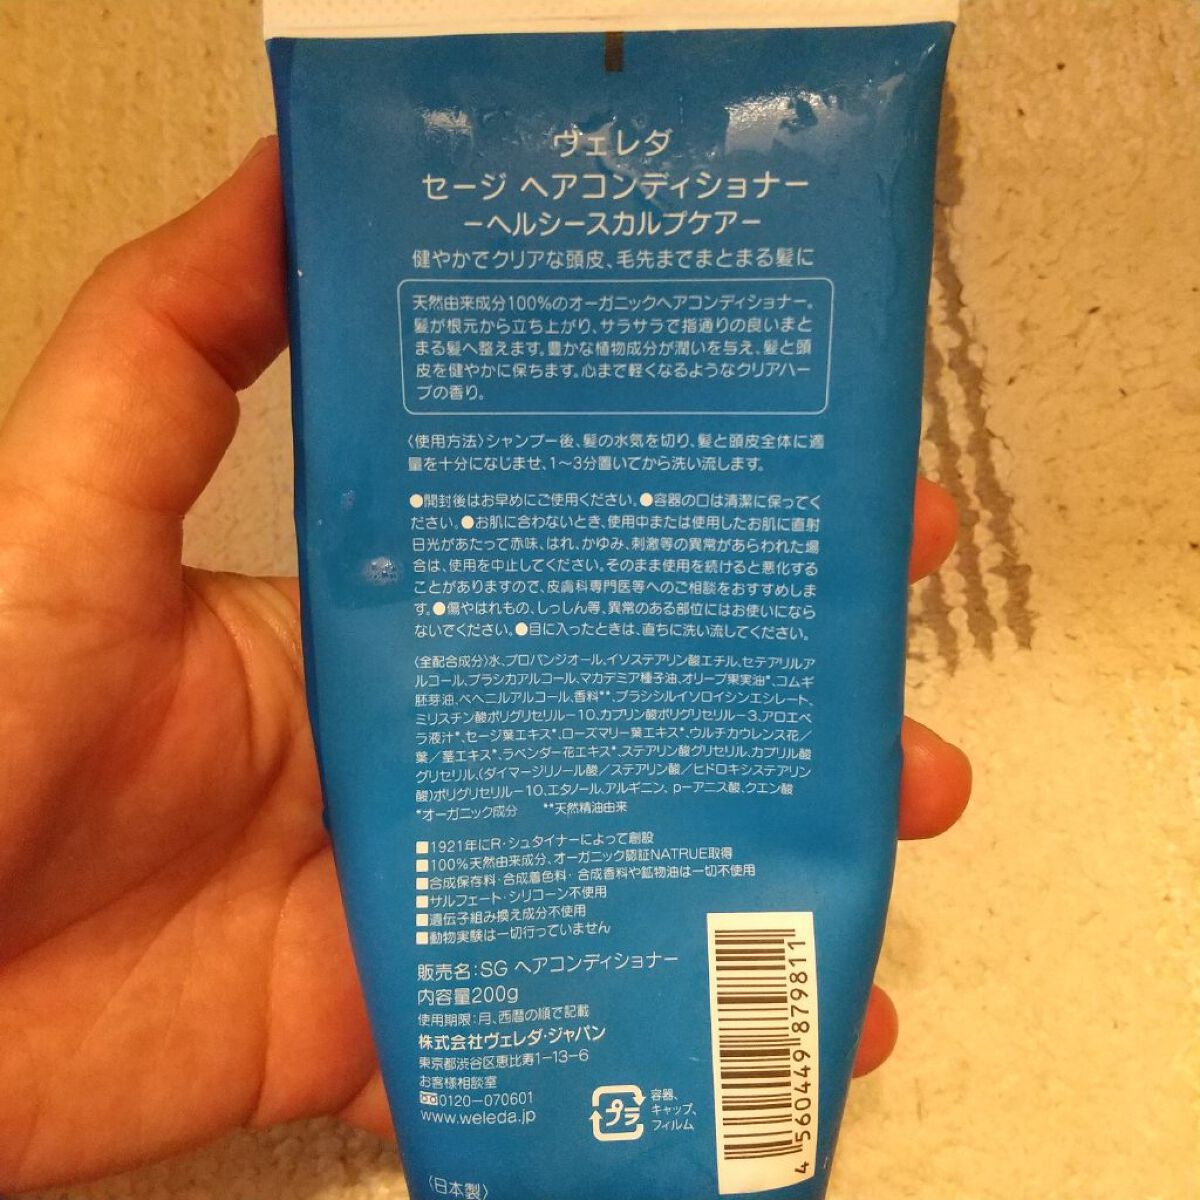 ヴェレダ
セージ ヘアコンディショナー
－ヘルシースカルプケアー－
健やかでクリアな頭皮、毛先までまとまる髪に
天然由来成分100%のオーガニックヘアコンディショナー。
髪が根元から立ち上がり、サラサラで指通りの良いまと
まる髪へ整えます。豊かな植物成分が潤いを与え、髪と頭
皮を健やかに保ちます。心まで軽くなるようなクリアハー
ブの香り。
〈使用方法〉シャンプー後、髪の水気を切り、髪と頭皮全体に適
量を十分になじませ、1〜3分置いてから洗い流します。
●開封後はお早めにご使用ください。●容器の口は清潔に保ってく
ださい。●お肌に合わないとき、使用中または使用したお肌に直射
日光があたって赤味、はれ、かゆみ、刺激等の異常があらわれた場
合は、使用を中止してください。そのまま使用を続けると悪化する
ことがありますので、皮膚科専門医等へのご相談をおすすめしま
す。●傷やはれもの、しっしん等、異常のある部位にはお使いになら
ないでください。●目に入ったときは、直ちに洗い流してください。
〈全配合成分〉水、プロパンジオール、イソステアリン酸エチル、セテアリルア
ルコール、ブラシカアルコール、マカデミア種子油、オリーブ果実油*、コムギ
胚芽油、ベヘニルアルコール、香料**、ブラシシルイソロイシンエシレート、
ミリスチン酸ポリグリセリル－10、カプリン酸ポリグリセリル－3、アロエベ
ラ液汁*、セージ葉エキス*、ローズマリー葉エキス*、ウルチカウレンス花／
葉／茎エキス*、ラベンダー花エキス*、ステアリン酸グリセリル、カプリル酸
グリセリル、（ダイマージリノール酸／ステアリン酸／ヒドロキシステアリン
酸）ポリグリセリル－10、エタノール、アルギニン、p－アニス酸、クエン酸
*オーガニック成分 **天然精油由来
■1921年にR・シュタイナーによって創設
■100%天然由来成分、オーガニック認証NATRUE取得
■合成保存料・合成着色料・合成香料や鉱物油は一切不使用
■サルフェート・シリコーン不使用
■遺伝子組み換え成分不使用
■動物実験は一切行っていません
販売名：SG ヘアコンディショナー
内容量200g
使用期限：月、西暦の順で記載
株式会社ヴェレダ・ジャパン
東京都渋谷区恵比寿1－13－6
お客様相談室
0120－070601
www.weleda.jp
プラ
容器、
キャップ、
フィルム
4 560449 879811
〈日本製〉